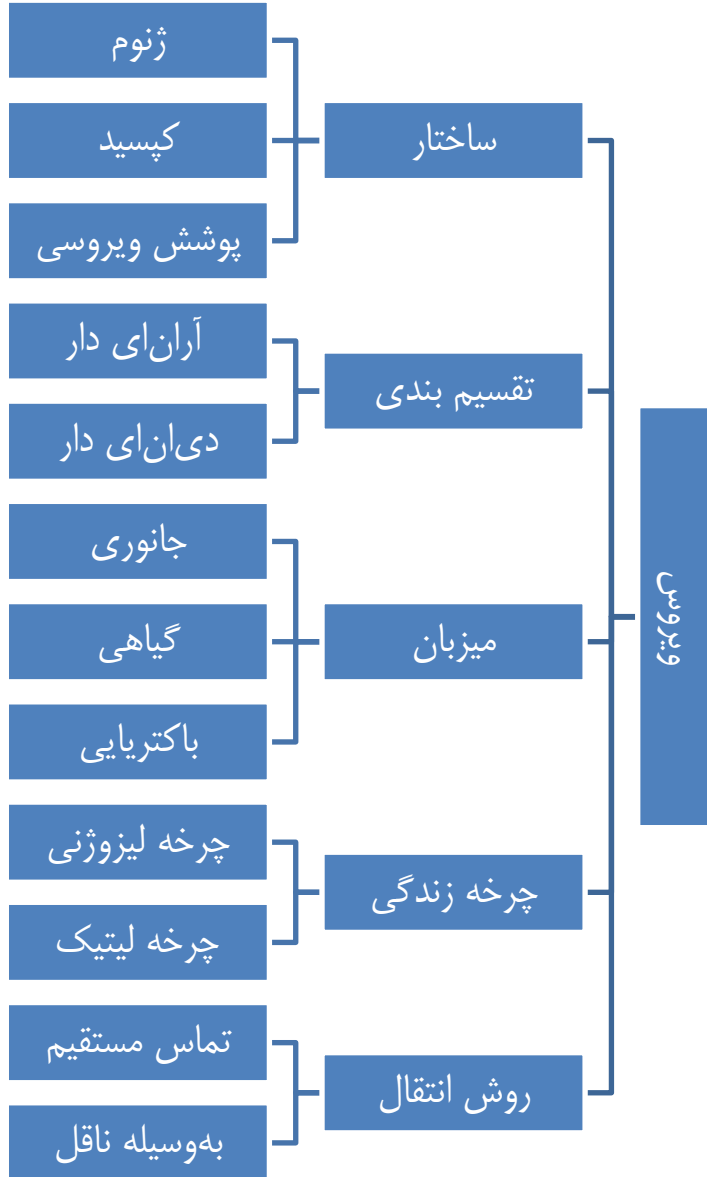 ویروس
ساختار
ژنوم
کپسید
پوشش ویروسی
تقسیم بندی
آران‌ای دار
دی‌ان‌ای دار
میزبان
جانوری
گیاهی
باکتریایی
چرخه زندگی
چرخه لیزوژنی
چرخه لیتیک
روش انتقال
تماس مستقیم
به‌وسیله ناقل